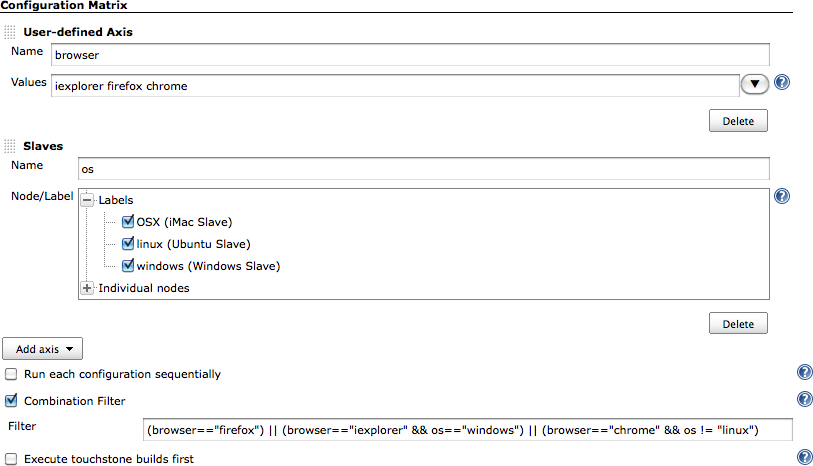 Configuration Matrix
User-defined Axis
Name browser
Values iexplorer firefox chrome
Delete
Slaves
Name os
Node/Label Labels
OSX (iMac Slave)
linux (Ubuntu Slave)
windows (Windows Slave)
Individual nodes
Delete
Add axis
Run each configuration sequentially
Combination Filter
Filter (browser=="firefox") || (browser=="iexplorer" && os=="windows") || (browser=="chrome" && os != "linux")
Execute touchstone builds first